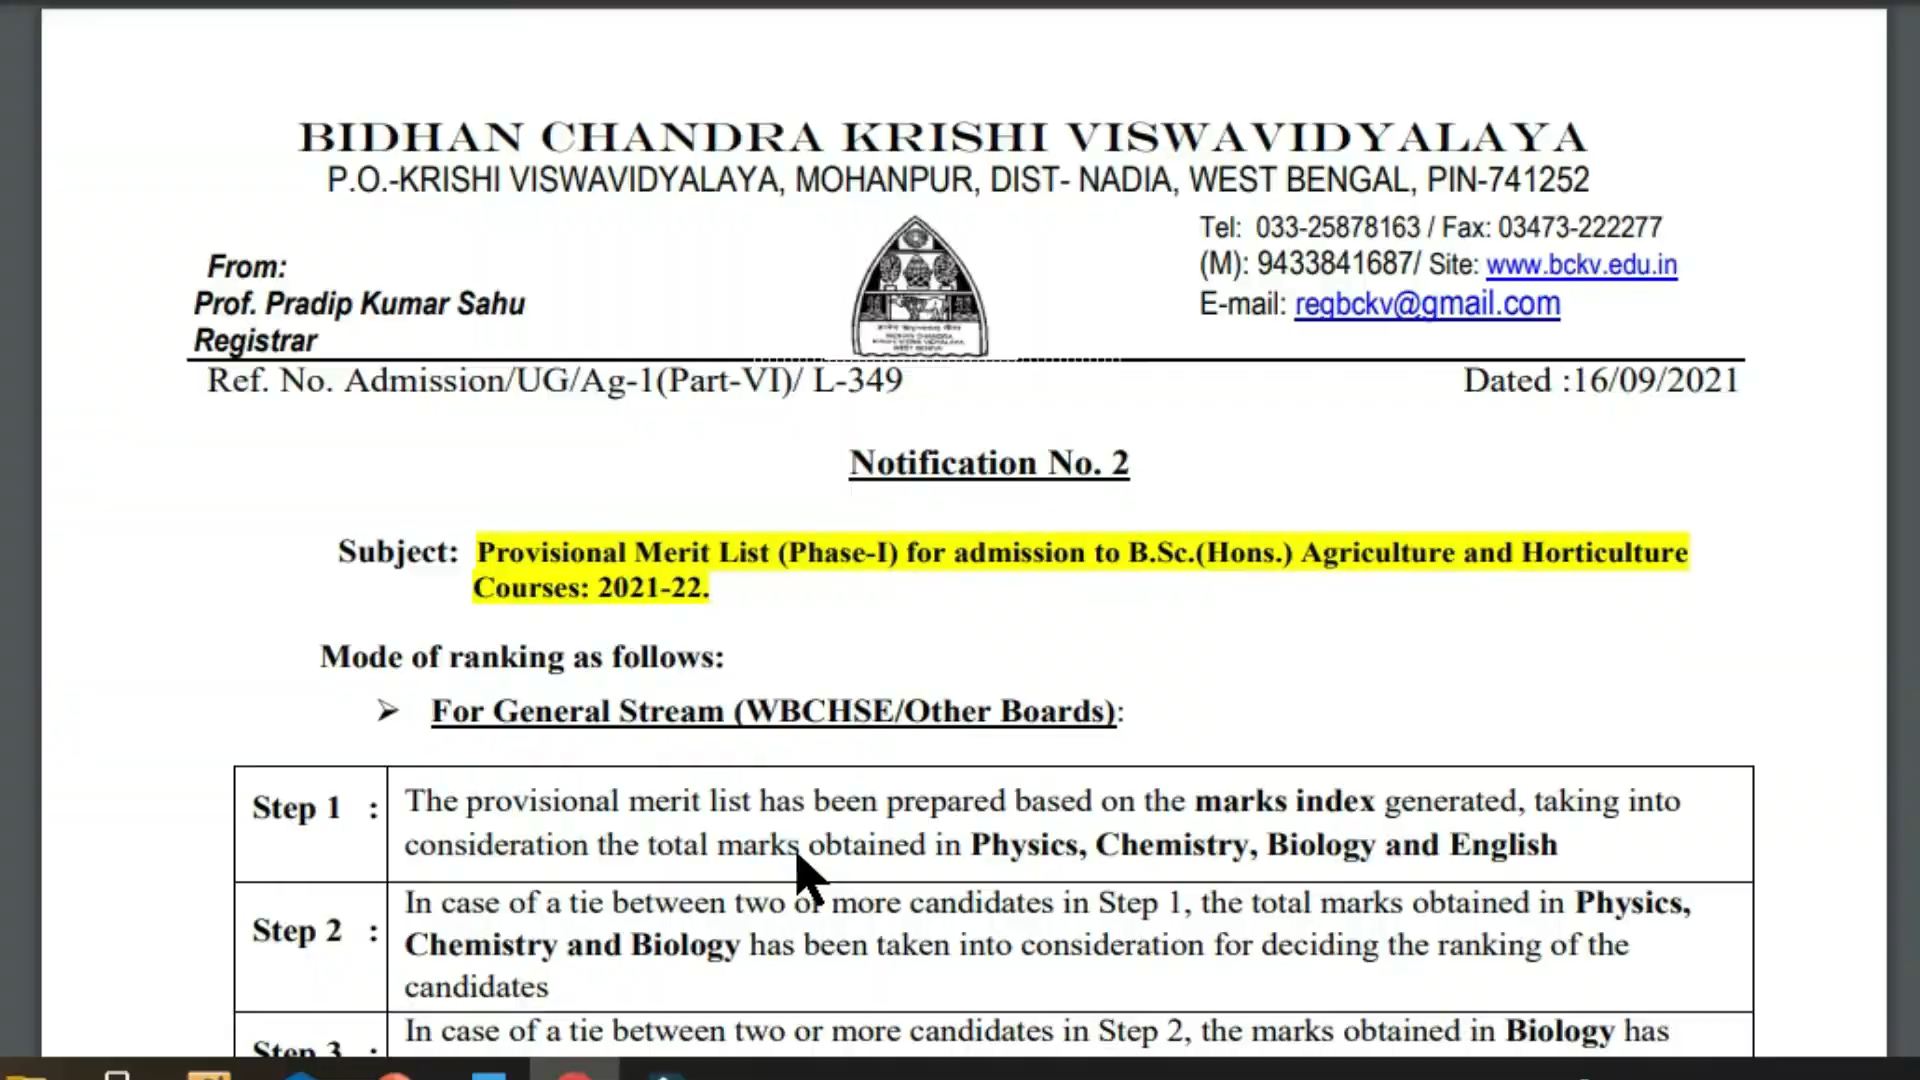 BIDHAN CHANDRA KRISHI VISWAVIDYALAYA
P.O.-KRISHI VISWAVIDYALAYA, MOHANPUR, DIST- NADIA, WEST BENGAL, PIN-741252
Tel: 033-25878163 / Fax: 03473-222277
From:
(M): 9433841687/ Site: www.bckv.edu.in
Prof. Pradip Kumar Sahu
E-mail: regbckv@gmail.com
Registrar
BIDHAN CHANDRA
WEST BENGAL
Ref. No. Admission/UG/Ag-1(Part-VI)/ L-349 Dated :16/09/2021
Notification No. 2
Subject: Provisional Merit List (Phase-I) for admission to B.Sc.(Hons.) Agriculture and Horticulture
Courses: 2021-22.
Mode of ranking as follows:
➢ For General Stream (WBCHSE/Other Boards):
Step 1 : The provisional merit list has been prepared based on the marks index generated, taking into
consideration the total marks obtained in Physics, Chemistry, Biology and English
Step 2 : In case of a tie between two or more candidates in Step 1, the total marks obtained in Physics,
Chemistry and Biology has been taken into consideration for deciding the ranking of the
candidates
Step 3 : In case of a tie between two or more candidates in Step 2, the marks obtained in Biology has